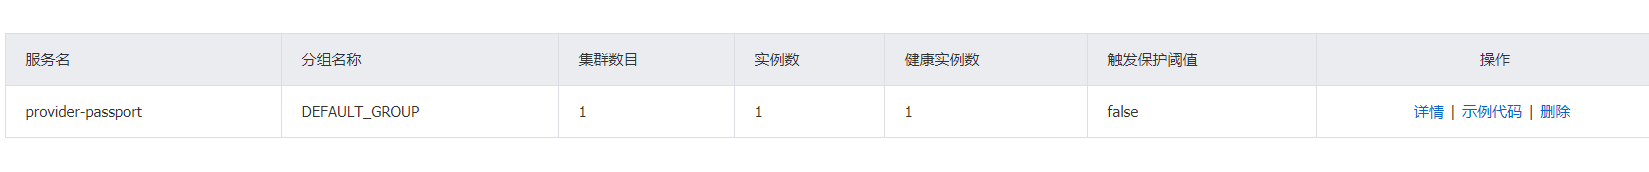 服务名 分组名称 集群数目 实例数 健康实例数 触发保护阈值 操作
provider-passport DEFAULT_GROUP 1 1 1 false 详情 | 示例代码 | 删除